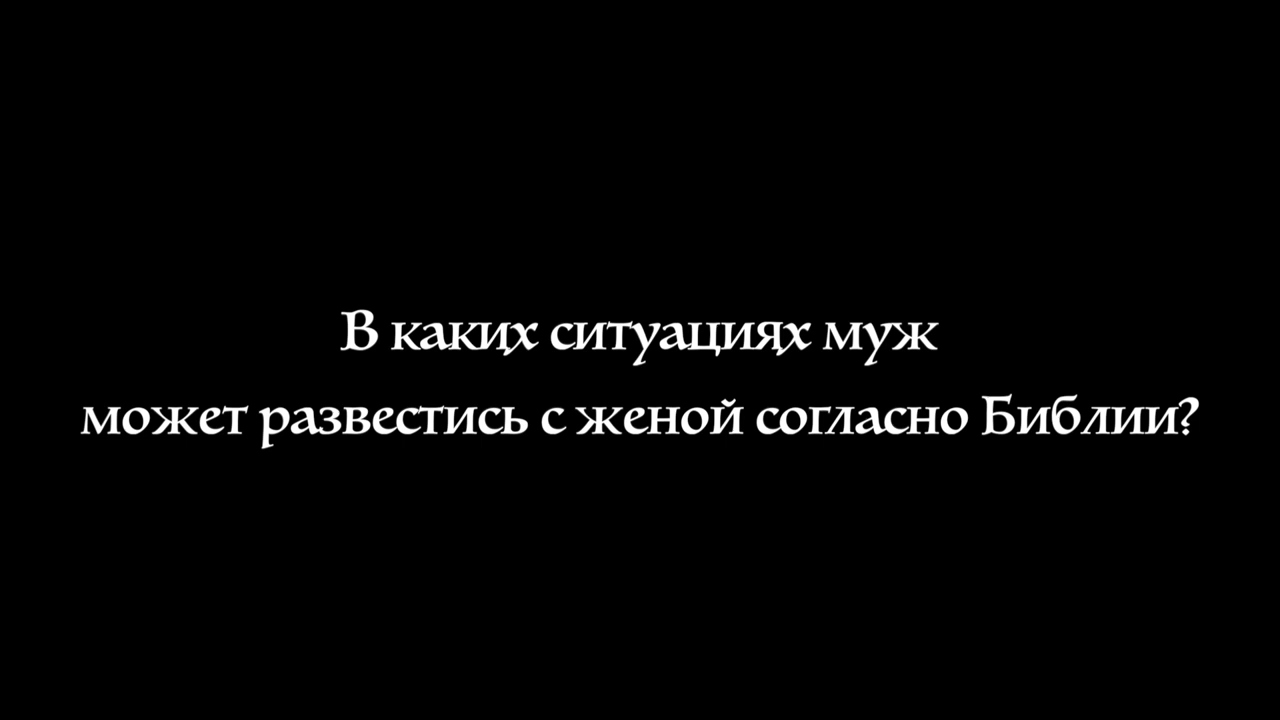 В каких ситуациях муж
может развестись с женой согласно Библии?